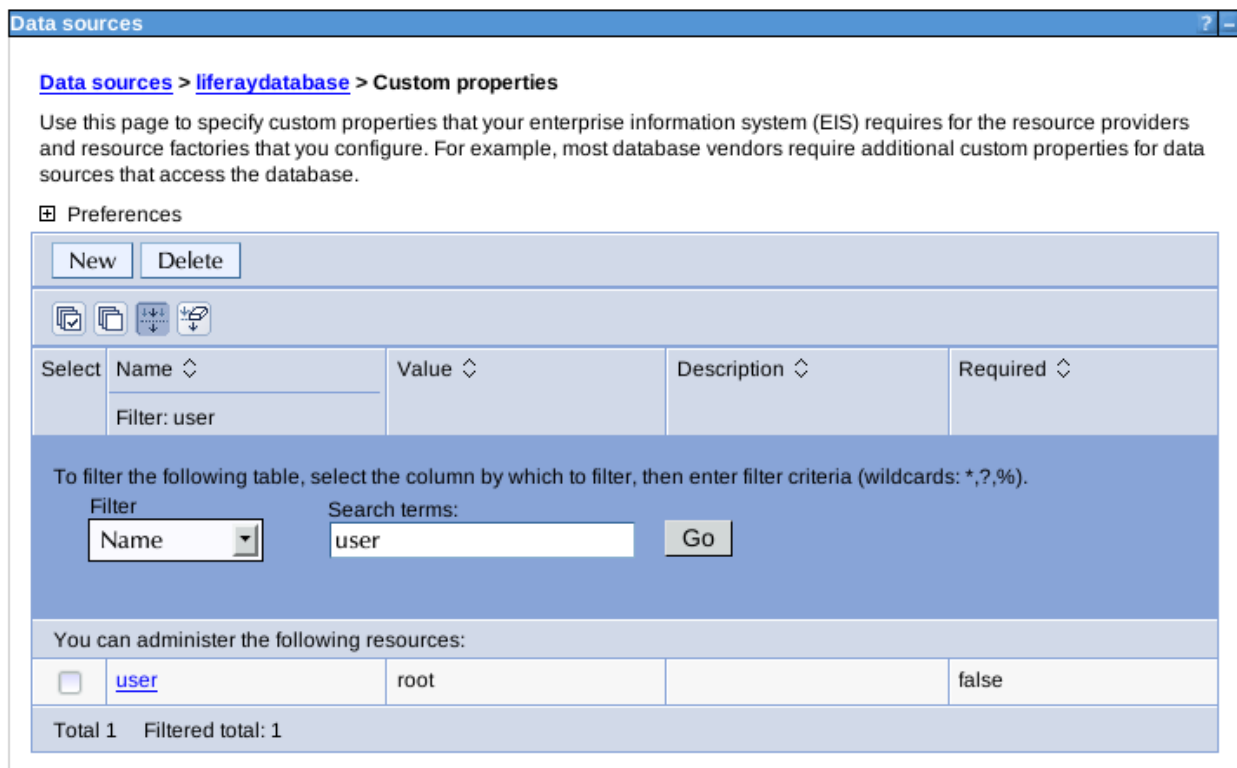 Data sources ? –
Data sources > liferaydatabase > Custom properties
Use this page to specify custom properties that your enterprise information system (EIS) requires for the resource providers
and resource factories that you configure. For example, most database vendors require additional custom properties for data
sources that access the database.
Preferences
New Delete
Select Name Value Description Required
Filter: user
To filter the following table, select the column by which to filter, then enter filter criteria (wildcards: *,?,%).
Filter Search terms:
Name user Go
You can administer the following resources:
user root false
Total 1 Filtered total: 1